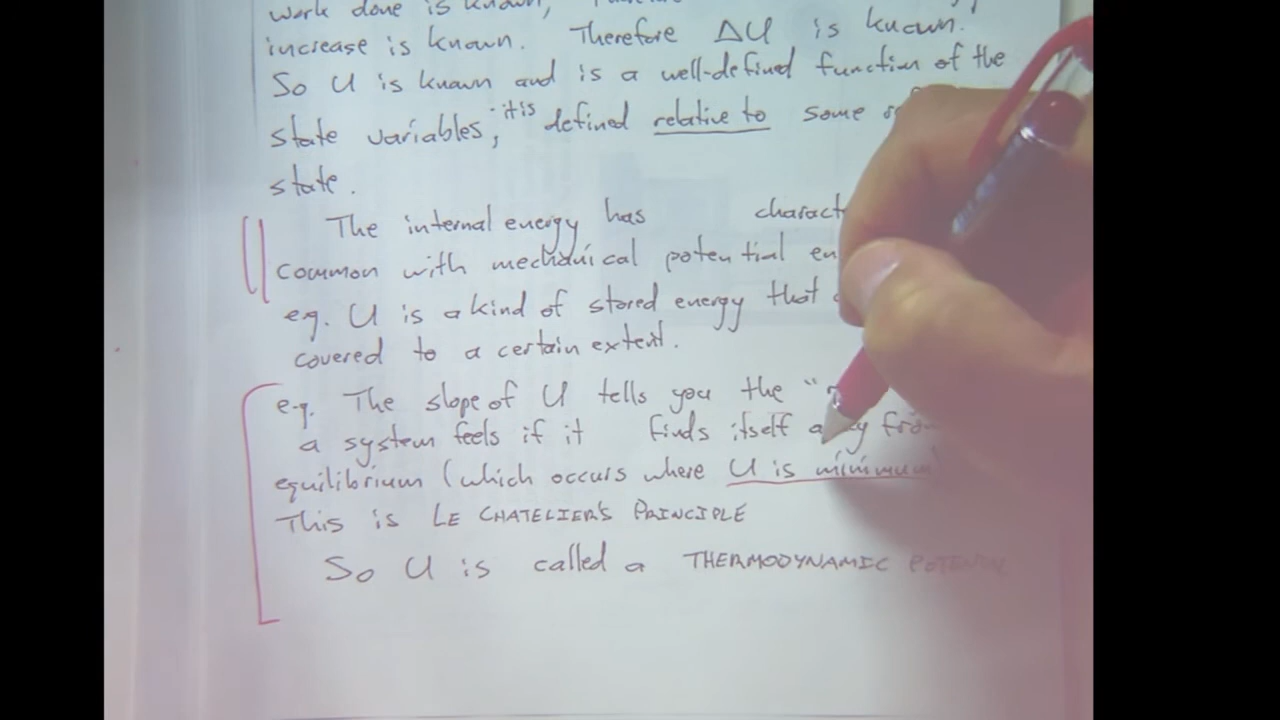 work done is known,
increase is known. Therefore ΔU is known.
So U is known and is a well-defined function of the
state variables, it is defined relative to some
state.
The internal energy has
common with mechanical potential
eg. U is a kind of stored energy that
covered to a certain extent.
e.g. The slope of U tells you the "
a system feels if it finds itself
equilibrium (which occurs where U is minimum)
This is LE CHATELIER'S PRINCIPLE
So U is called a THERMODYNAMIC